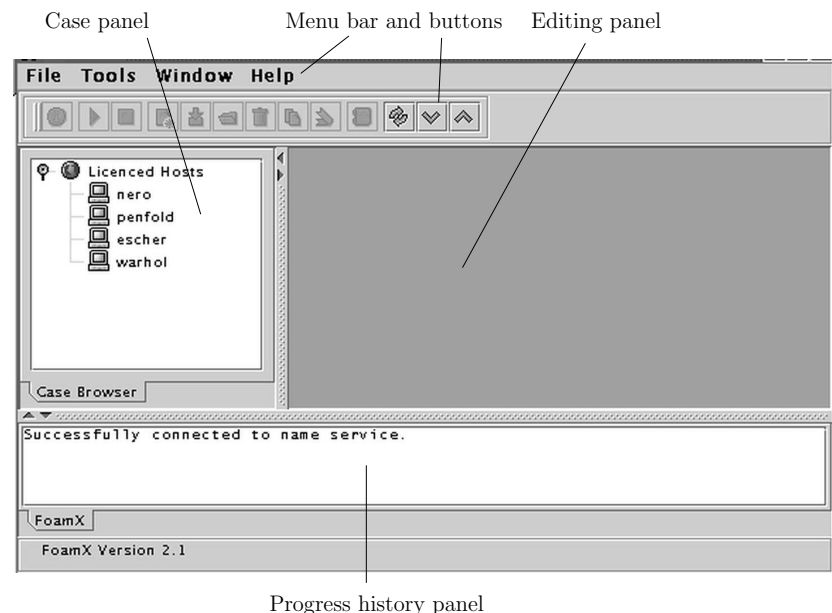 Case panel
Menu bar and buttons
Editing panel
File Tools Window Help
Licenced Hosts
nero
penfold
escher
warhol
Case Browser
Successfully connected to name service.
FoamX
FoamX Version 2.1
Progress history panel